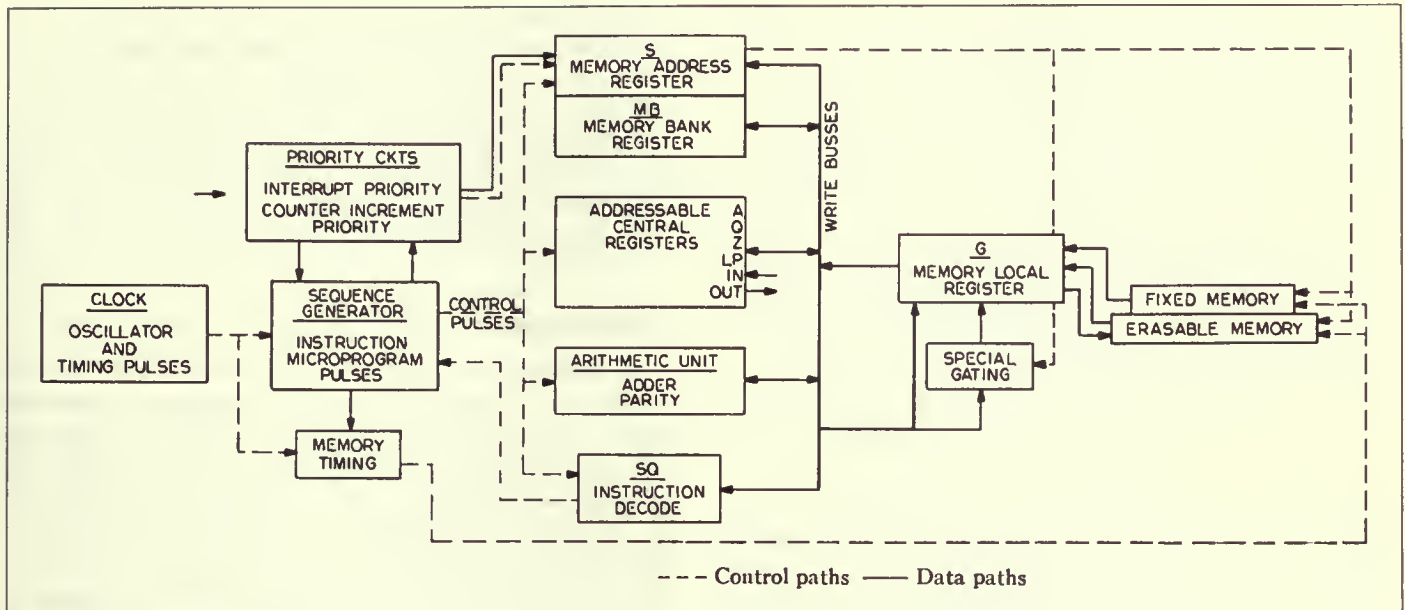 S
MEMORY ADDRESS
REGISTER
MB
MEMORY BANK
REGISTER
WRITE BUSSES
PRIORITY CKTS
INTERRUPT PRIORITY
COUNTER INCREMENT
PRIORITY
ADDRESSABLE
CENTRAL
REGISTERS
A
Q
Z
LP
IN
OUT
G
MEMORY LOCAL
REGISTER
CLOCK
OSCILLATOR
AND
TIMING PULSES
SEQUENCE
GENERATOR
INSTRUCTION
MICROPROGRAM
PULSES
CONTROL
PULSES
FIXED MEMORY
ERASABLE MEMORY
ARITHMETIC UNIT
ADDER
PARITY
SPECIAL
GATING
MEMORY
TIMING
SQ
INSTRUCTION
DECODE
--- Control paths — Data paths